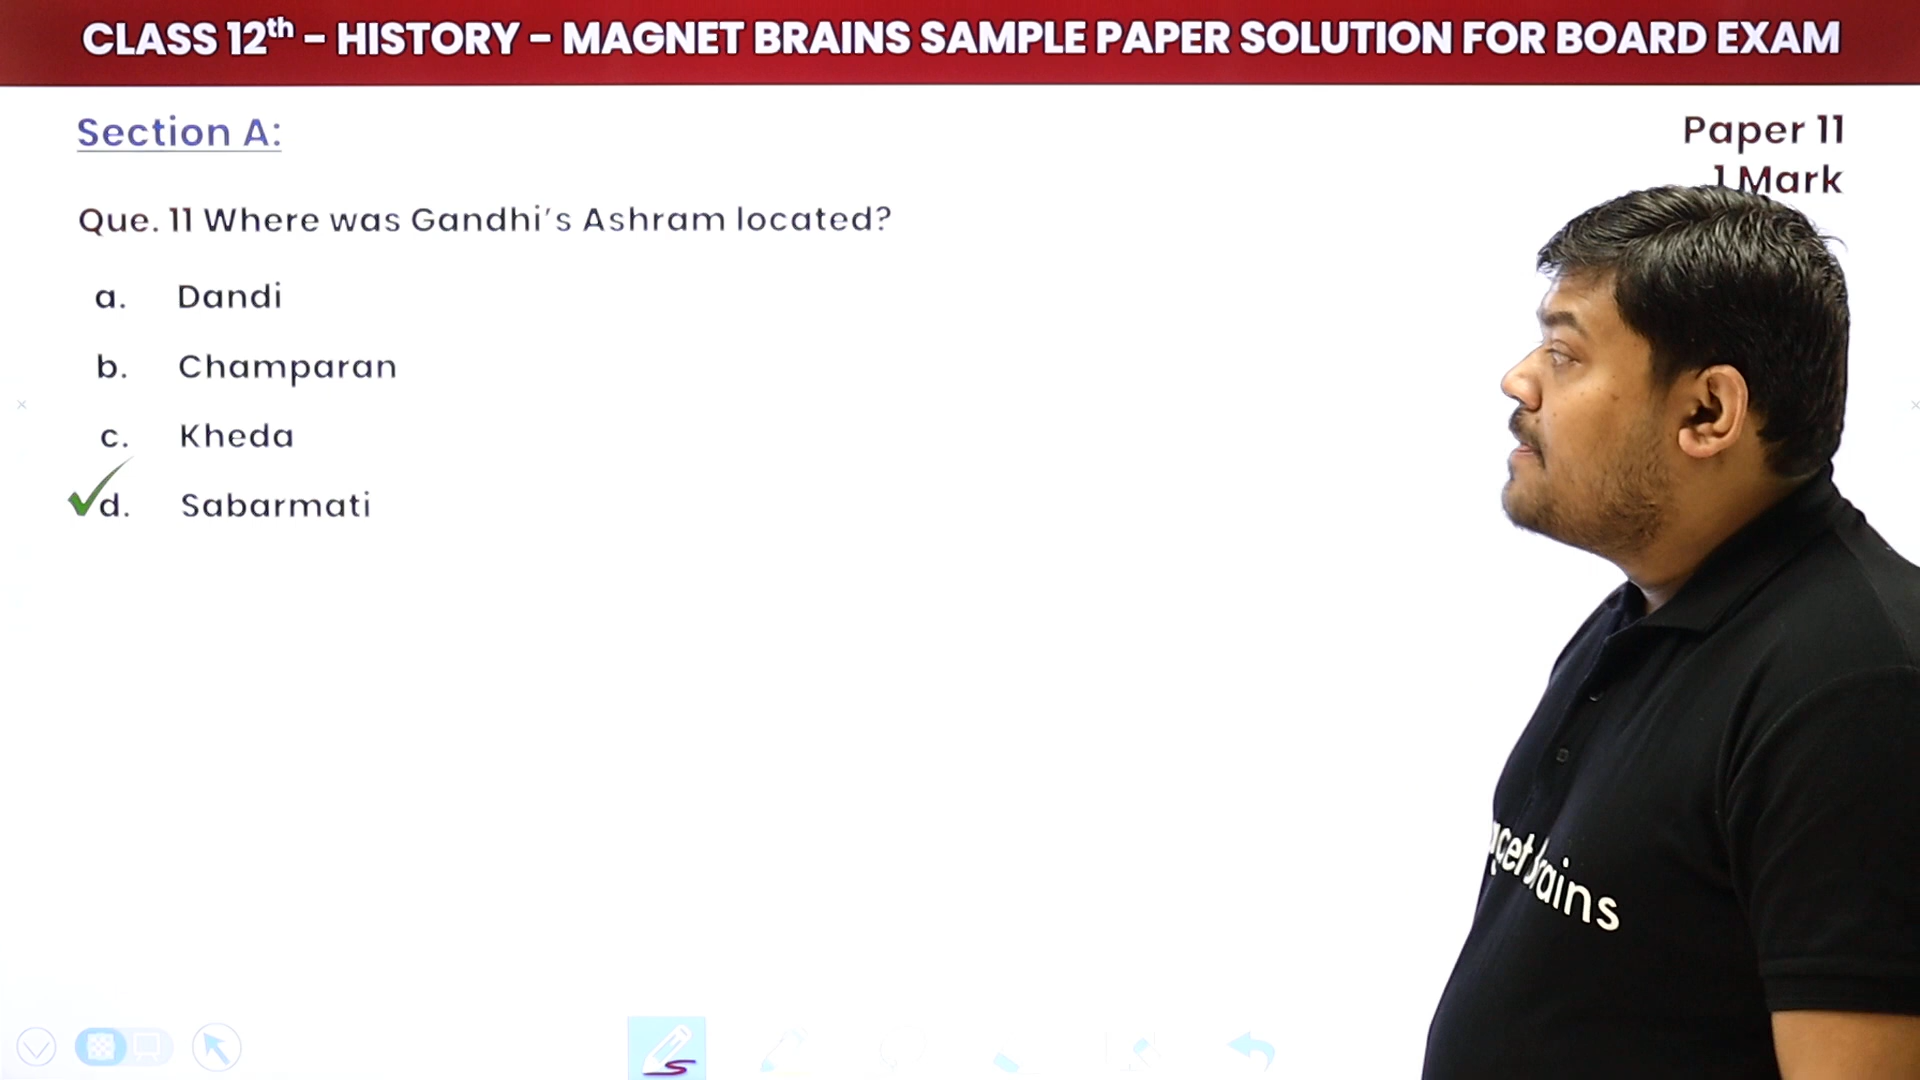 CLASS 12th - HISTORY - MAGNET BRAINS SAMPLE PAPER SOLUTION FOR BOARD EXAM
Section A:
Paper 11
1 Mark
Que. 11 Where was Gandhi's Ashram located?
a. Dandi
b. Champaran
c. Kheda
d. Sabarmati